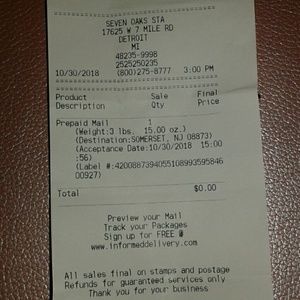 SEVEN OAKS STA
17625 W 7 MILE RD
DETROIT
MI
48235-9998
2525250235
10/30/2018 (800)275-8777 3:00 PM
Product Sale Final
Description Qty Price
Prepaid Mail 1
(Weight:3 lbs. 15.00 oz.)
(Destination:SOMERSET, NJ 08873)
(Acceptance Date:10/30/2018 15:00
:56)
(Label #:4200887394055108993595846
00927)
Total $0.00
Preview your Mail
Track your Packages
Sign up for FREE @
www.informeddelivery.com
All sales final on stamps and postage
Refunds for guaranteed services only
Thank you for your business